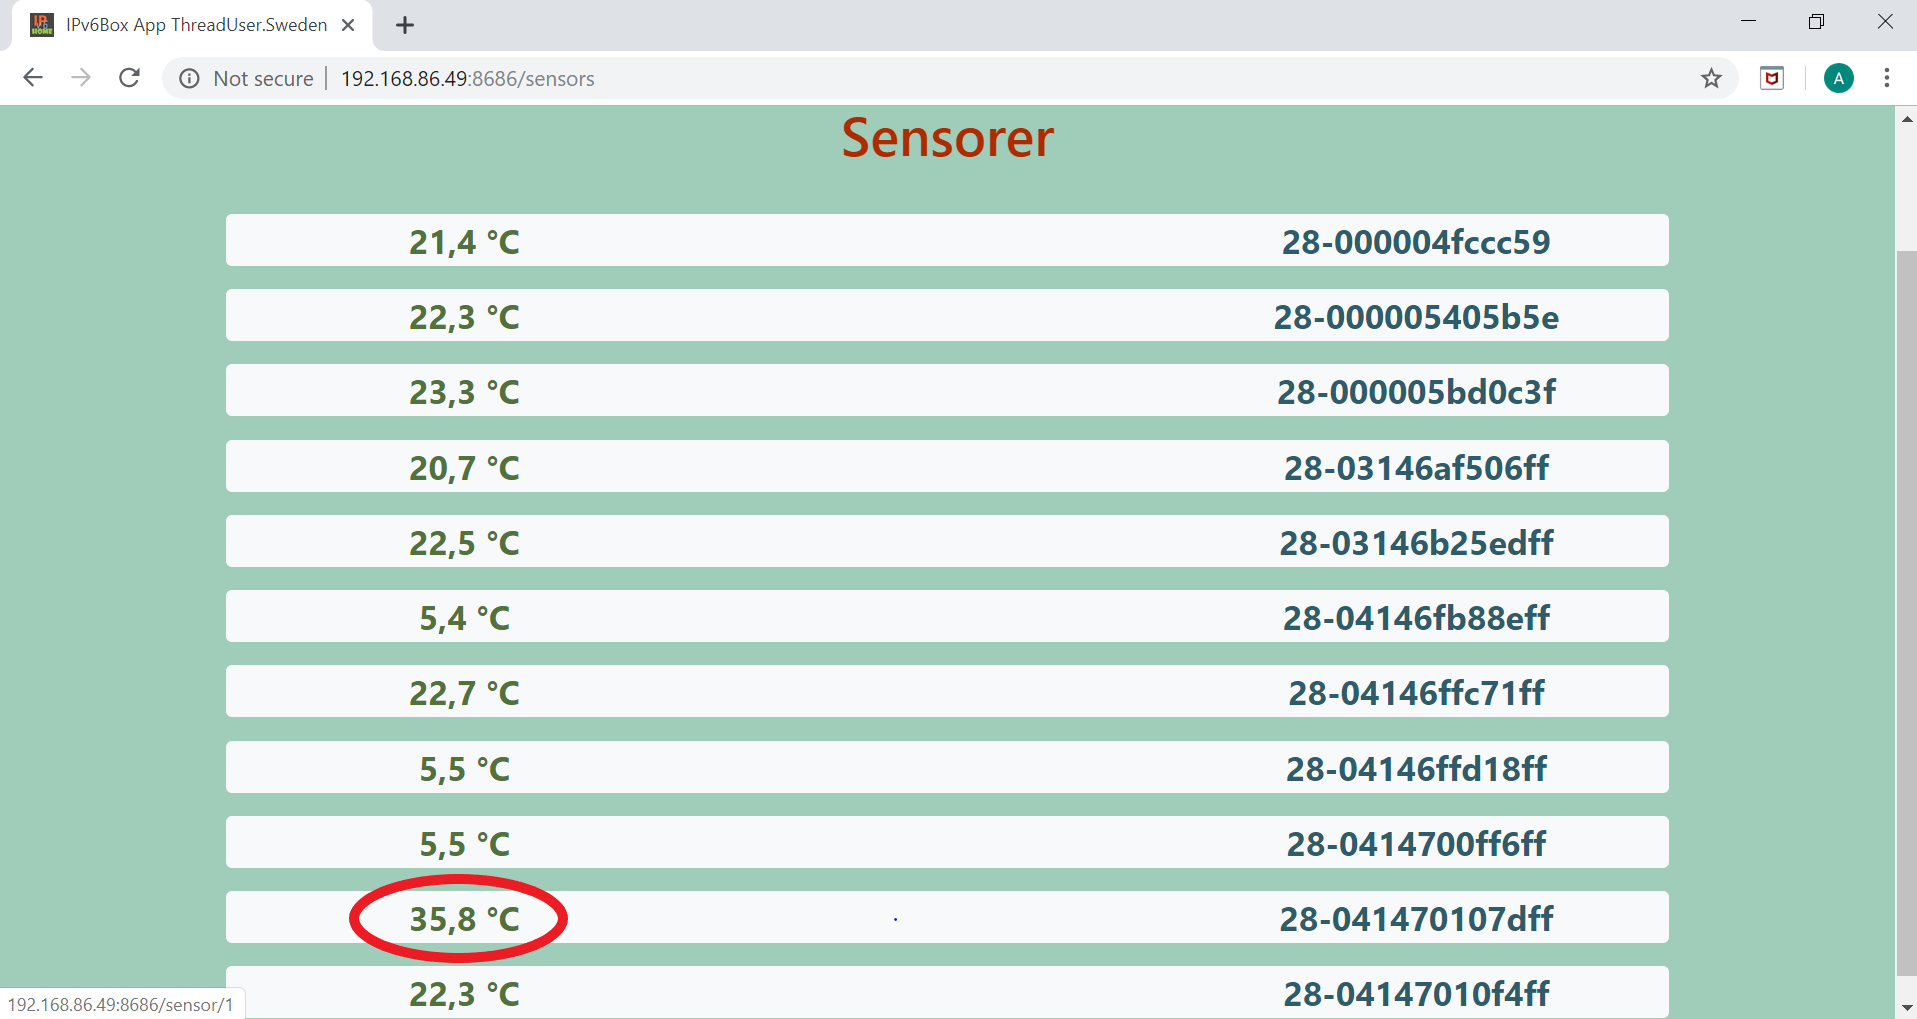 IPv6Box App ThreadUser.Sweden
Not secure 192.168.86.49:8686/sensors
A
Sensorer
21,4 °C 28-000004fccc59
22,3 °C 28-000005405b5e
23,3 °C 28-000005bd0c3f
20,7 °C 28-03146af506ff
22,5 °C 28-03146b25edff
5,4 °C 28-04146fb88eff
22,7 °C 28-04146ffc71ff
5,5 °C 28-04146ffd18ff
5,5 °C 28-0414700ff6ff
35,8 °C 28-041470107dff
22,3 °C 28-04147010f4ff
192.168.86.49:8686/sensor/1